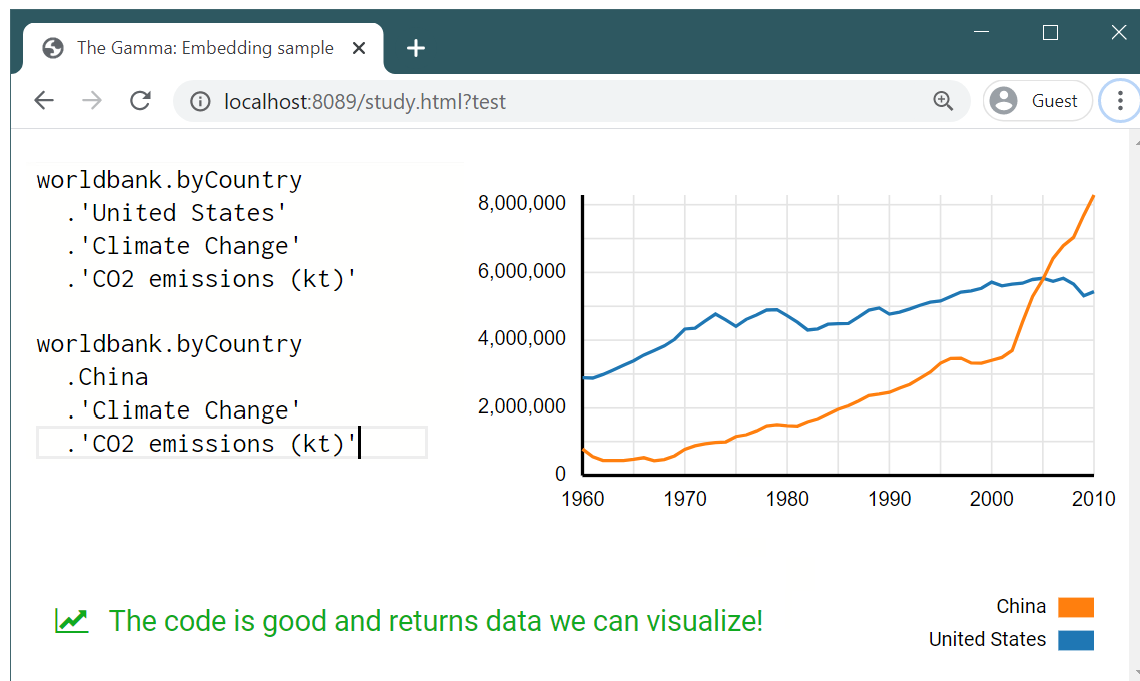 The Gamma: Embedding sample
localhost:8089/study.html?test
Guest
worldbank.byCountry
  .'United States'
  .'Climate Change'
  .'CO2 emissions (kt)'
worldbank.byCountry
  .China
  .'Climate Change'
  .'CO2 emissions (kt)'
8,000,000
6,000,000
4,000,000
2,000,000
0
1960 1970 1980 1990 2000 2010
The code is good and returns data we can visualize!
China
United States